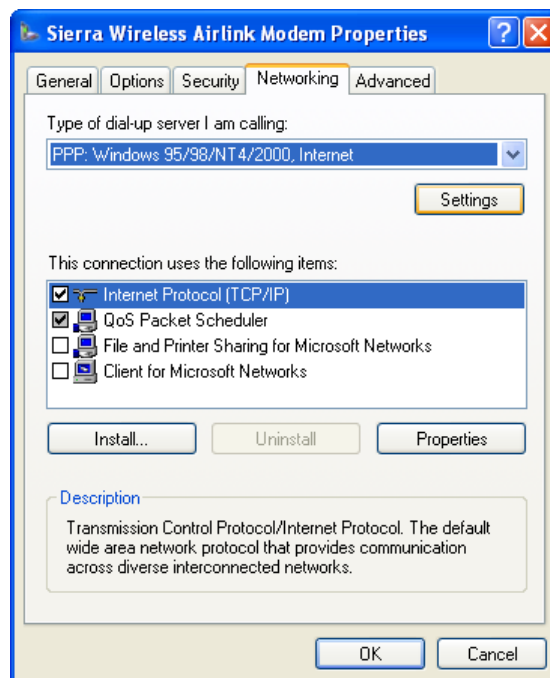 Sierra Wireless Airlink Modem Properties
General Options Security Networking Advanced
Type of dial-up server I am calling:
PPP: Windows 95/98/NT4/2000, Internet
Settings
This connection uses the following items:
Internet Protocol (TCP/IP)
QoS Packet Scheduler
File and Printer Sharing for Microsoft Networks
Client for Microsoft Networks
Install... Uninstall Properties
Description
Transmission Control Protocol/Internet Protocol. The default
wide area network protocol that provides communication
across diverse interconnected networks.
OK Cancel